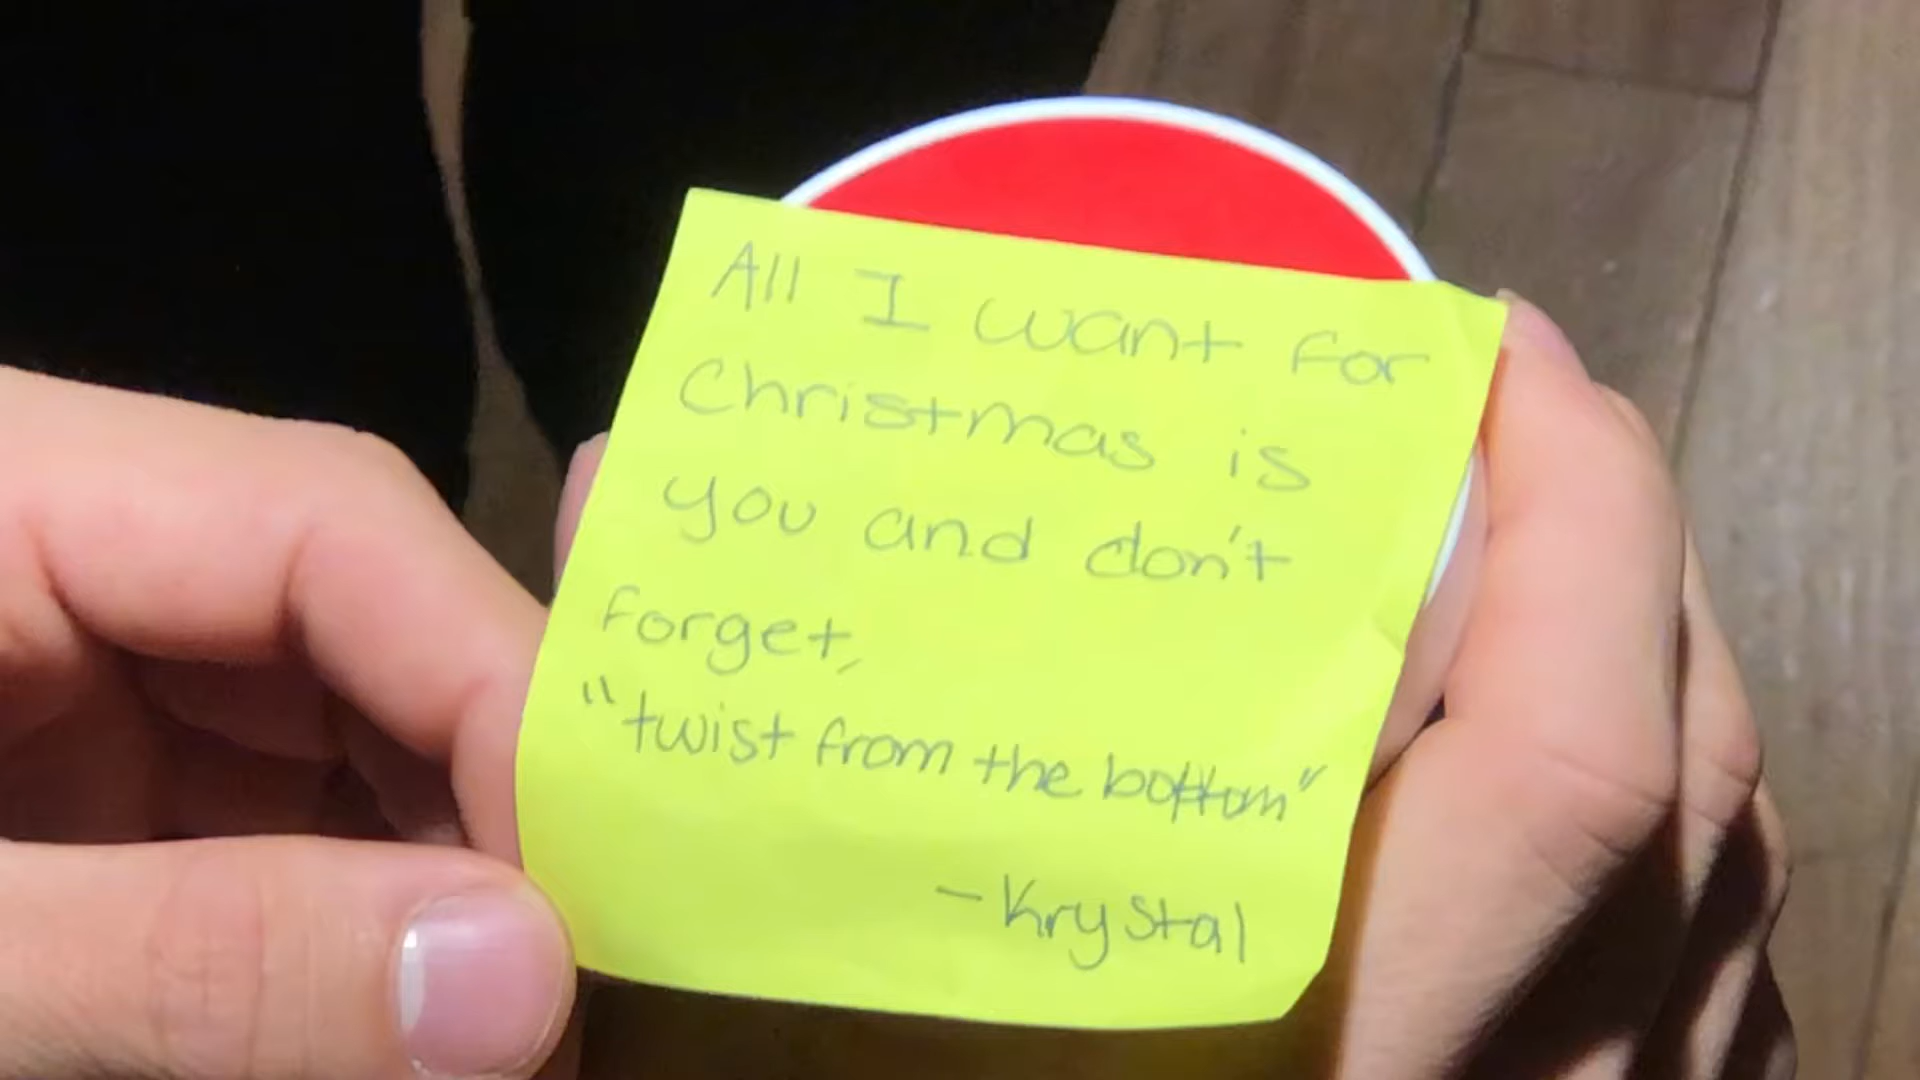 All I want for
Christmas is
you and don't
forget,
"twist from the bottom"
- Krystal